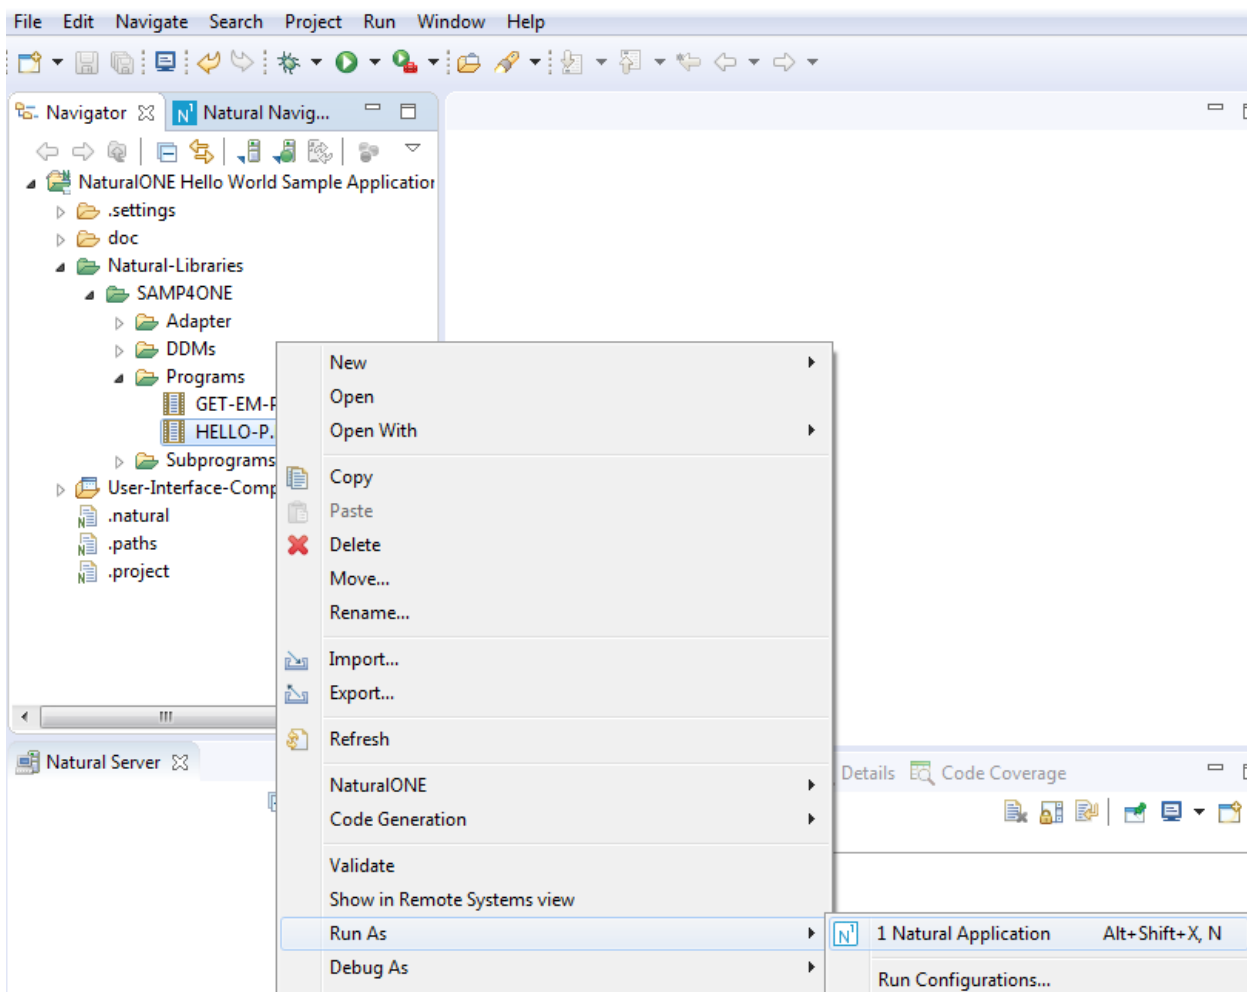 File Edit Navigate Search Project Run Window Help
Navigator Natural Navig...
NaturalONE Hello World Sample Application
.settings
doc
Natural-Libraries
SAMP4ONE
Adapter
DDMs
Programs
GET-EM-P
HELLO-P.
Subprograms
User-Interface-Comp
.natural
.paths
.project
Natural Server
New
Open
Open With
Copy
Paste
Delete
Move...
Rename...
Import...
Export...
Refresh
NaturalONE
Code Generation
Validate
Show in Remote Systems view
Run As
Debug As
Details Code Coverage
1 Natural Application Alt+Shift+X, N
Run Configurations...